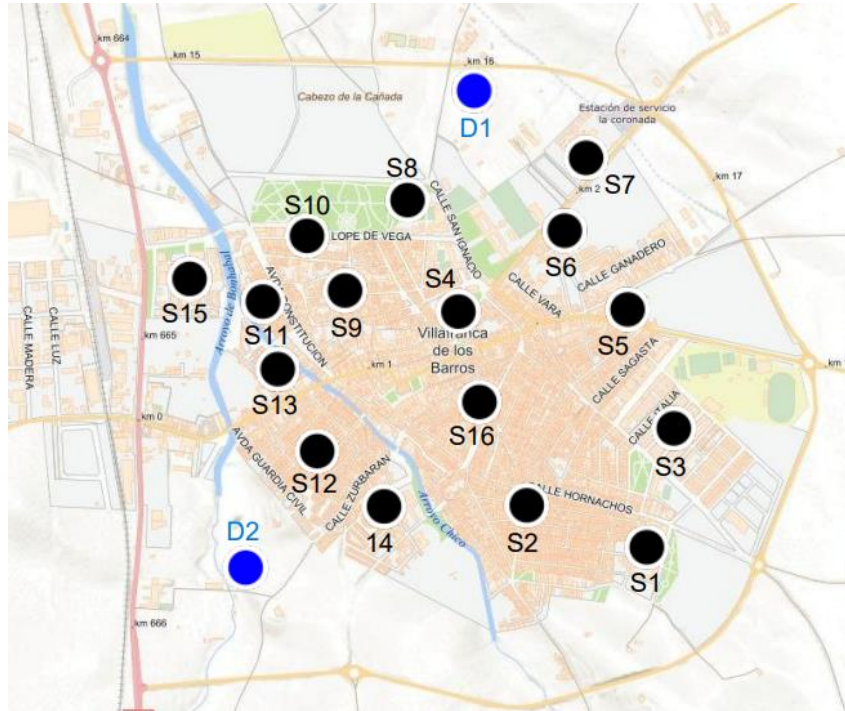 km 664
km 15
km 16
Cabezo de la Cañada
D1
Estación de servicio
la coronada
S7
km 2
km 17
S8
CALLE SAN IGNACIO
S10
LOPE DE VEGA
S6
CALLE GANADERO
CALLE VARA
S4
S15
Arroyo de Bonhabal
S11
AVDA CONSTITUCION
S9
S5
CALLE MADERA
CALLE LUZ
km 665
Villafranca
de los
Barros
km 1
S13
CALLE SAGASTA
CALLE ITALIA
S3
S16
km 0
AVDA GUARDIA CIVIL
S12
CALLE ZURBARAN
14
Arroyo Chico
CALLE HORNACHOS
S2
S1
D2
km 666